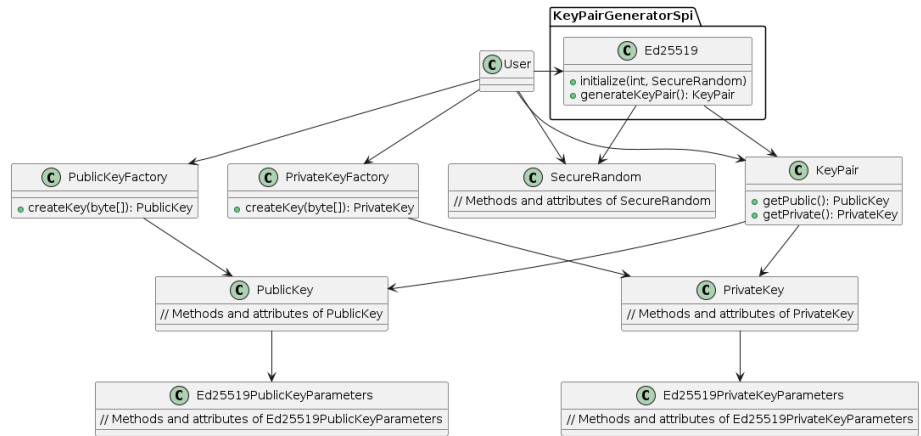 KeyPairGeneratorSpi
C Ed25519
initialize(int, SecureRandom)
generateKeyPair(): KeyPair
C User
C PublicKeyFactory
createKey(byte[]): PublicKey
C PrivateKeyFactory
createKey(byte[]): PrivateKey
C SecureRandom
// Methods and attributes of SecureRandom
C KeyPair
getPublic(): PublicKey
getPrivate(): PrivateKey
C PublicKey
// Methods and attributes of PublicKey
C PrivateKey
// Methods and attributes of PrivateKey
C Ed25519PublicKeyParameters
// Methods and attributes of Ed25519PublicKeyParameters
C Ed25519PrivateKeyParameters
// Methods and attributes of Ed25519PrivateKeyParameters